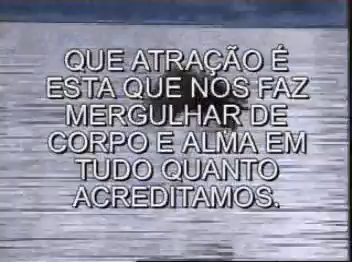 QUE ATRAÇÃO É
ESTA QUE NOS FAZ
MERGULHAR DE
CORPO E ALMA EM
TUDO QUANTO
ACREDITAMOS.